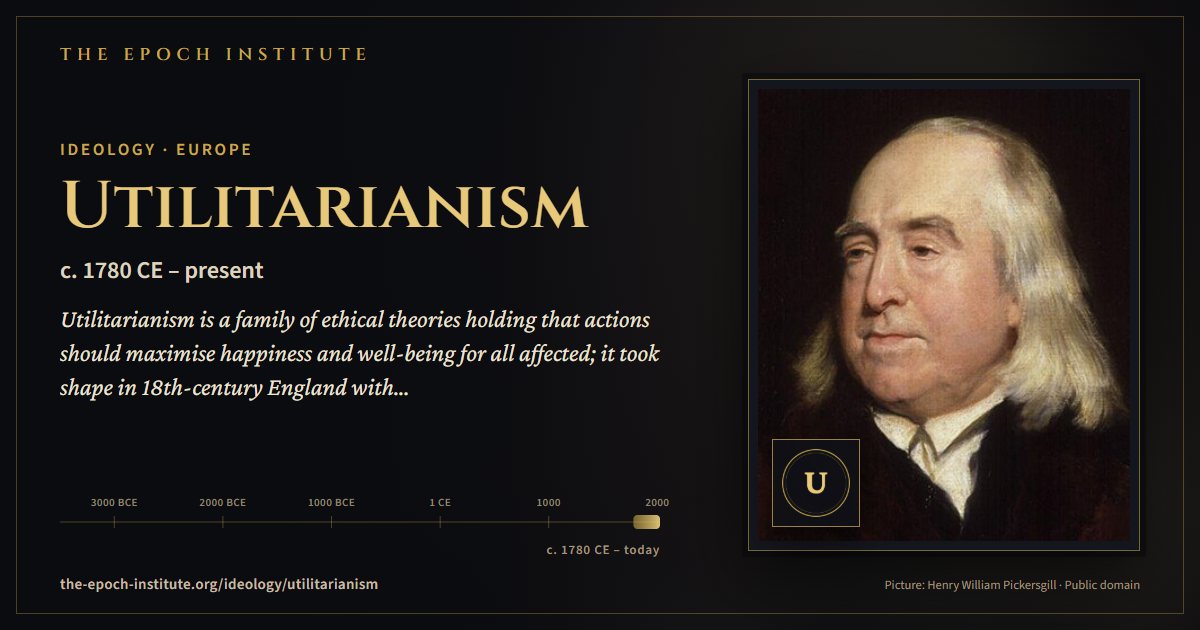 THE EPOCH INSTITUTE
IDEOLOGY · EUROPE
UTILITARIANISM
c. 1780 CE – present
Utilitarianism is a family of ethical theories holding that actions
should maximise happiness and well-being for all affected; it took
shape in 18th-century England with...
U
3000 BCE 2000 BCE 1000 BCE 1 CE 1000 2000
c. 1780 CE – today
the-epoch-institute.org/ideology/utilitarianism
Picture: Henry William Pickersgill · Public domain